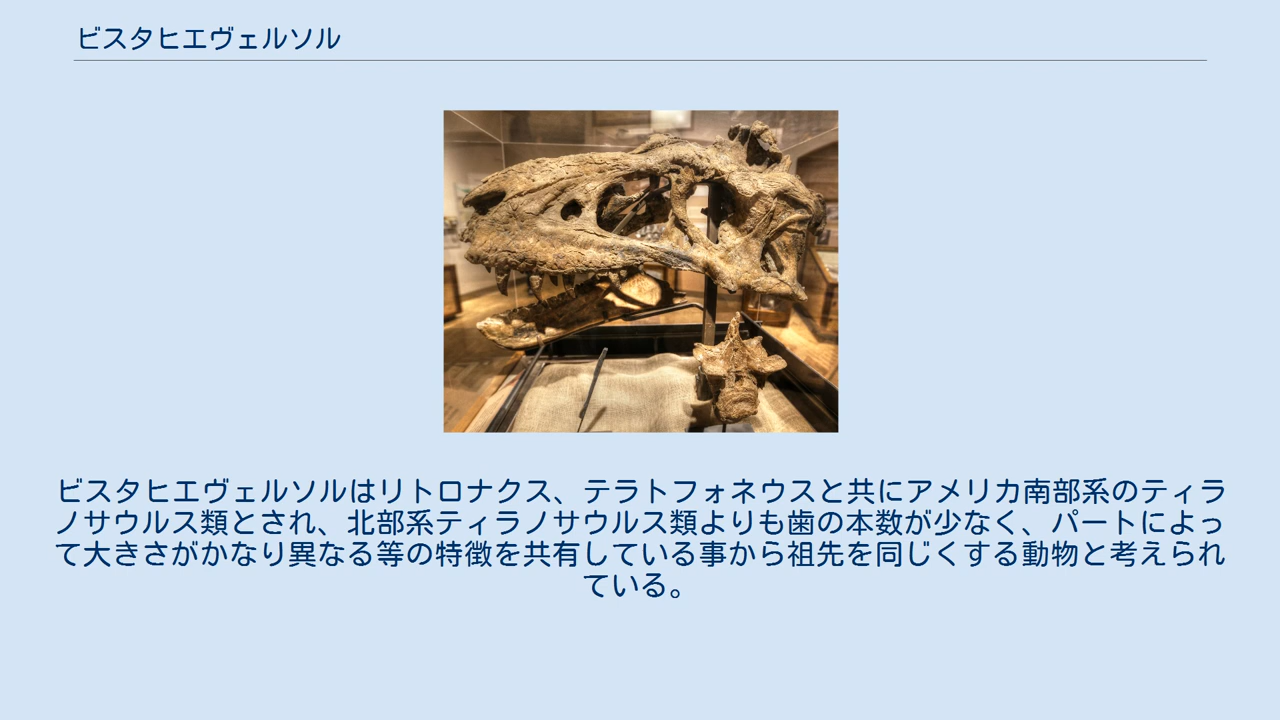 ビスタヒエヴェルソル
ビスタヒエヴェルソルはリトロナクス、テラトフォネウスと共にアメリカ南部系のティラ
ノサウルス類とされ、北部系ティラノサウルス類よりも歯の本数が少なく、パートによっ
て大きさがかなり異なる等の特徴を共有している事から祖先を同じくする動物と考えられ
ている。